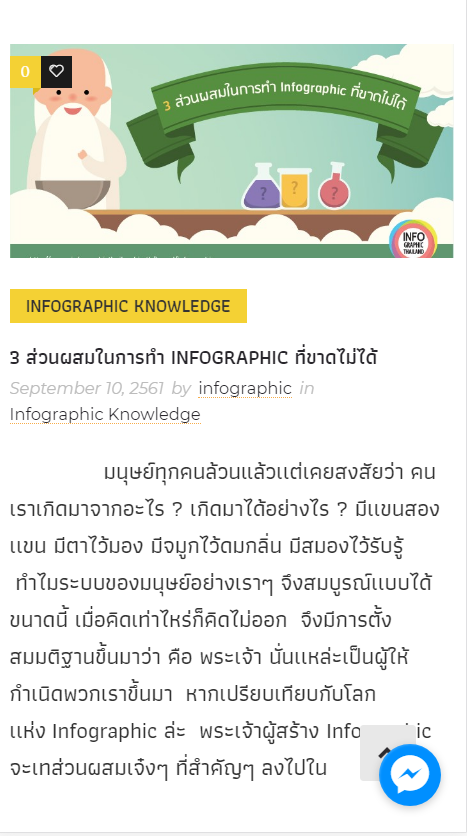 0
3 ส่วนผสมในการทำ Infographic ที่ขาดไม่ได้
?
?
?
INFO
GRAPHIC
THAILAND
INFOGRAPHIC KNOWLEDGE
3 ส่วนผสมในการทำ INFOGRAPHIC ที่ขาดไม่ได้
September 10, 2561 by infographic in
Infographic Knowledge
มนุษย์ทุกคนล้วนแล้วแต่เคยสงสัยว่า คน
เราเกิดมาจากอะไร ? เกิดมาได้อย่างไร ? มีแขนสอง
แขน มีตาไว้มอง มีจมูกไว้ดมกลิ่น มีสมองไว้รับรู้
ทำไมระบบของมนุษย์อย่างเราๆ จึงสมบูรณ์แบบได้
ขนาดนี้ เมื่อคิดเท่าไหร่ก็คิดไม่ออก จึงมีการตั้ง
สมมติฐานขึ้นมาว่า คือ พระเจ้า นั่นแหล่ะเป็นผู้ให้
กำเนิดพวกเราขึ้นมา หากเปรียบเทียบกับโลก
แห่ง Infographic ล่ะ พระเจ้าผู้สร้าง
จะเทส่วนผสมเจ๋งๆ ที่สำคัญๆ ลงไปใน